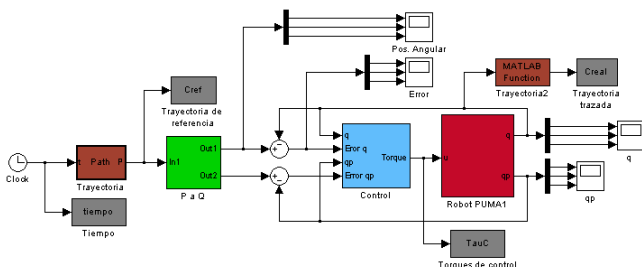 Pos. Angular
Error
MATLAB
Function
Trayectoria2
Creal
Trayectoria
trazada
Cref
Trayectoria de
referencia
Clock
t
Path
P
Trayectoria
tiempo
Tiempo
In1
Out1
Out2
P a Q
q
Eror q
qp
Error qp
Torque
Control
u
q
qp
Robot PUMA1
q
qp
TauC
Torques de control